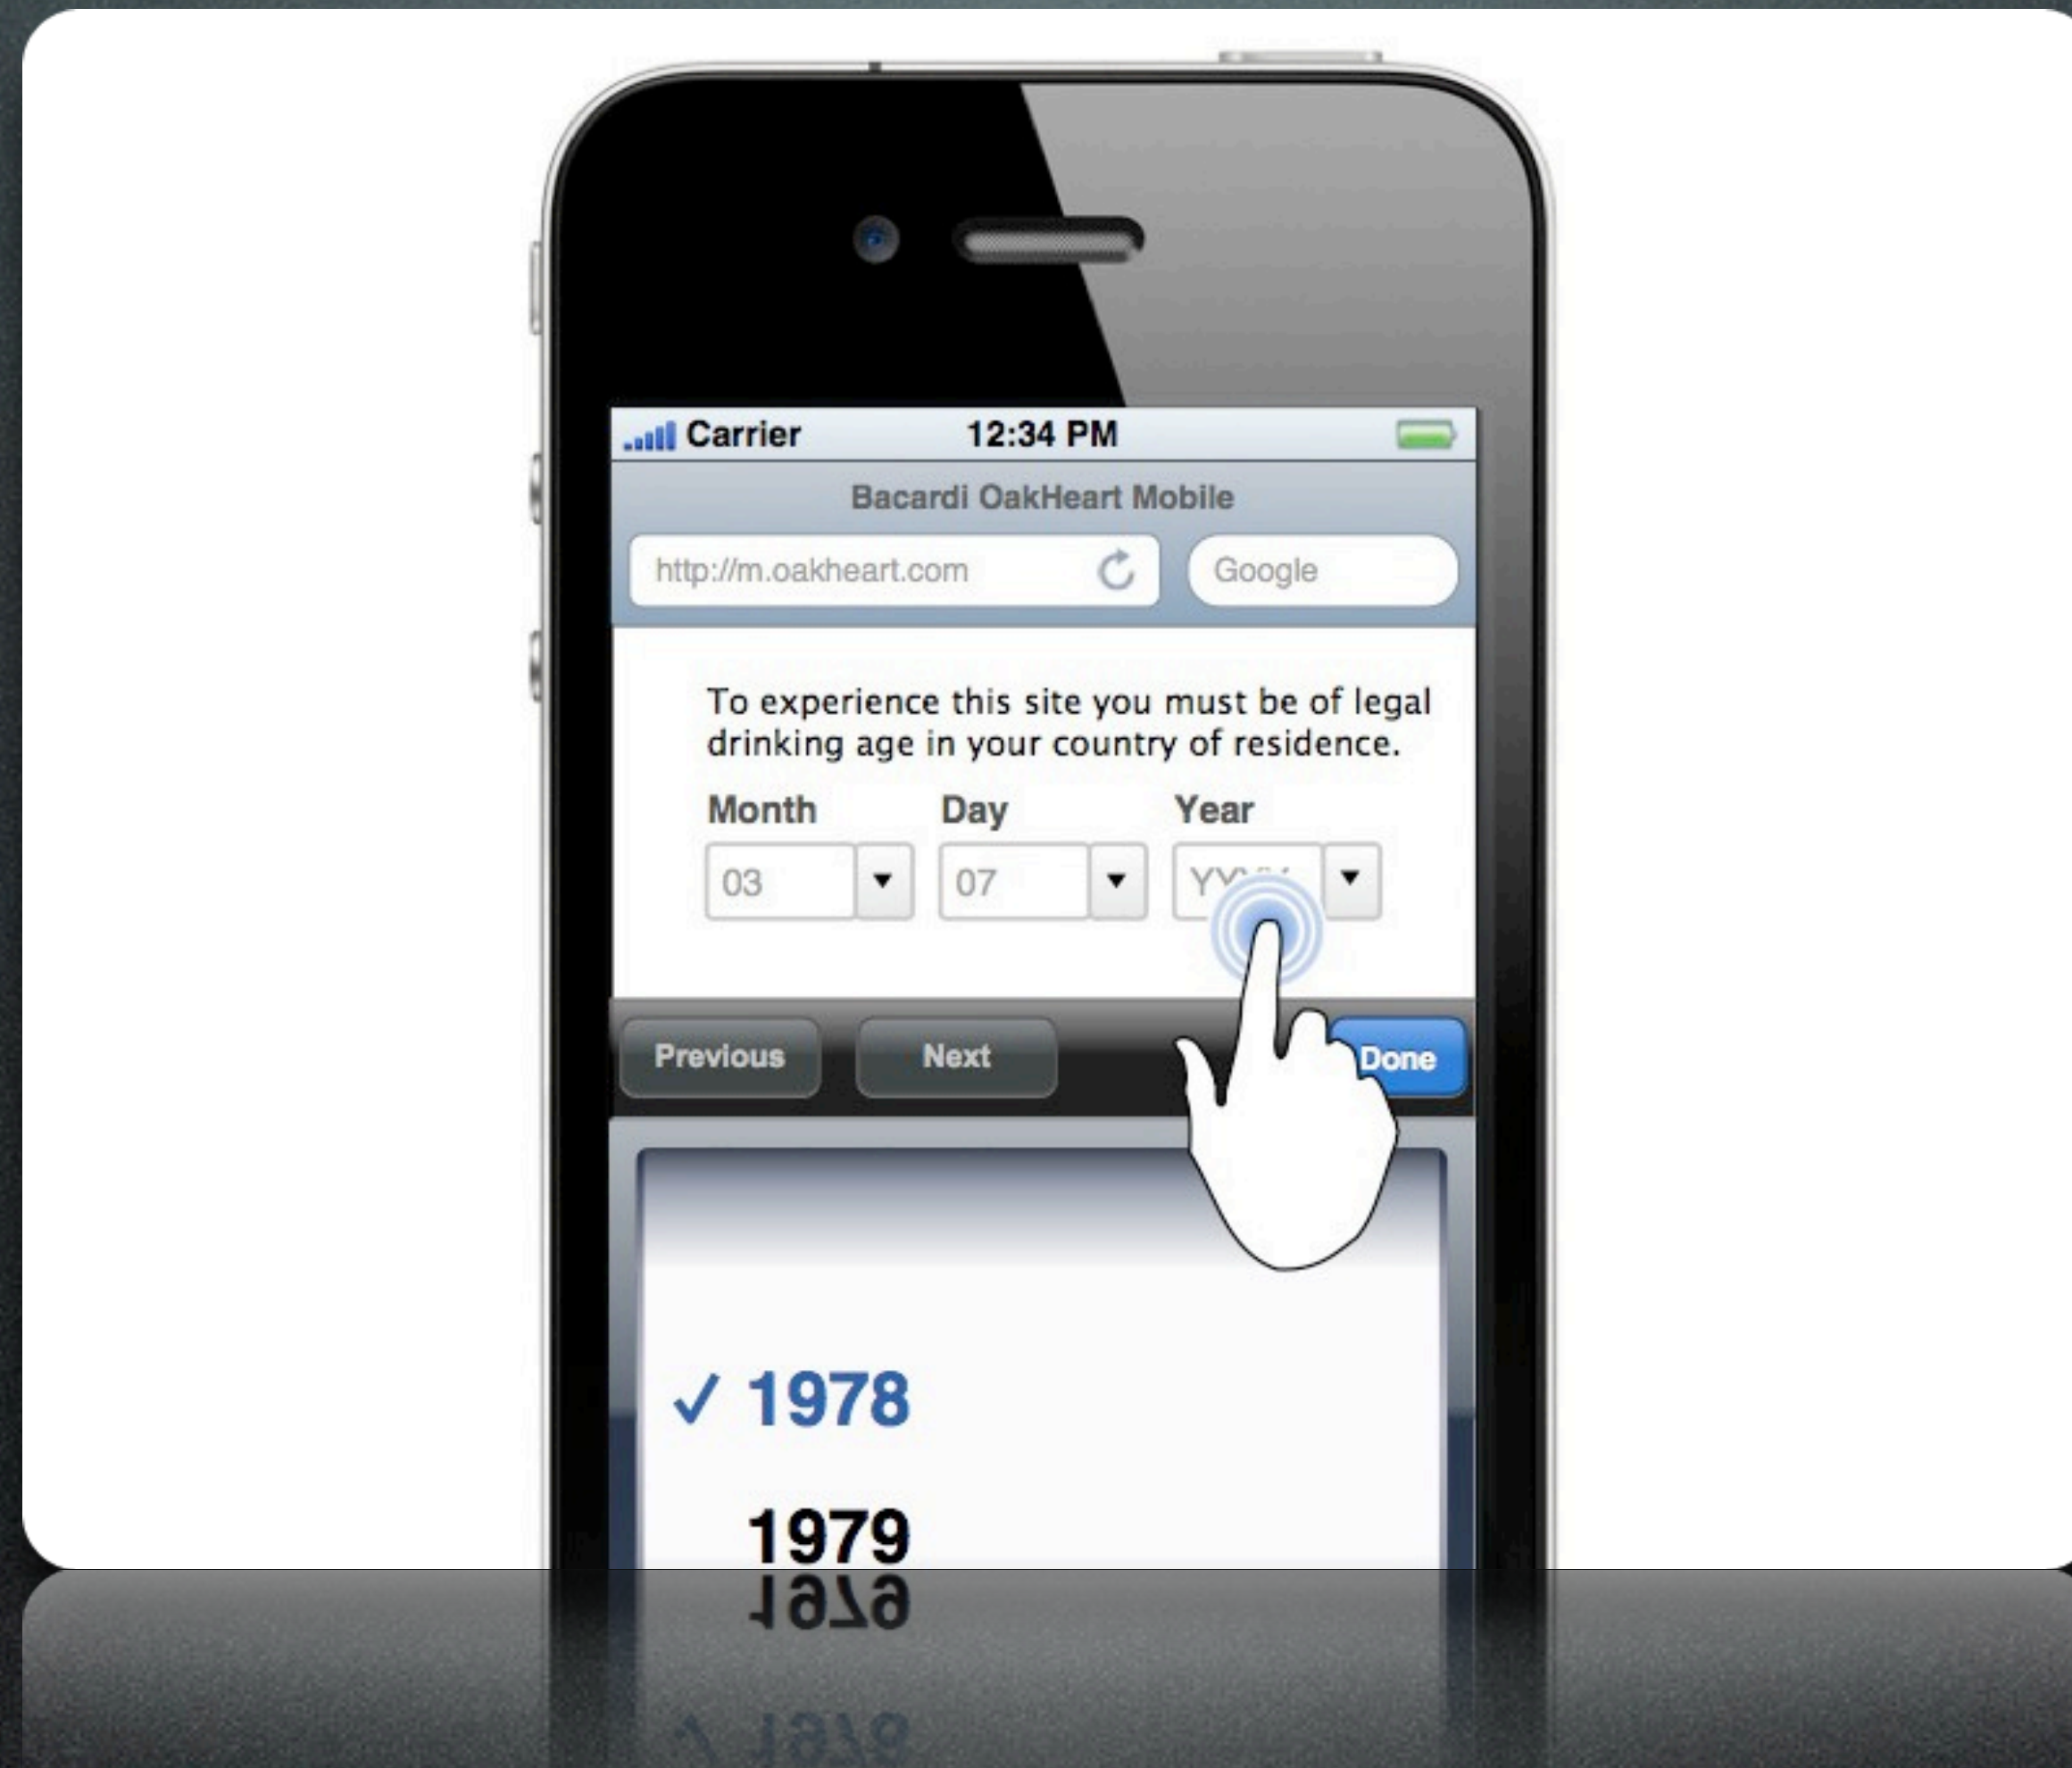 Carrier 12:34 PM
Bacardi OakHeart Mobile
http://m.oakheart.com Google
To experience this site you must be of legal
drinking age in your country of residence.
Month Day Year
03 07 YYYY
Previous Next Done
✓ 1978
1979